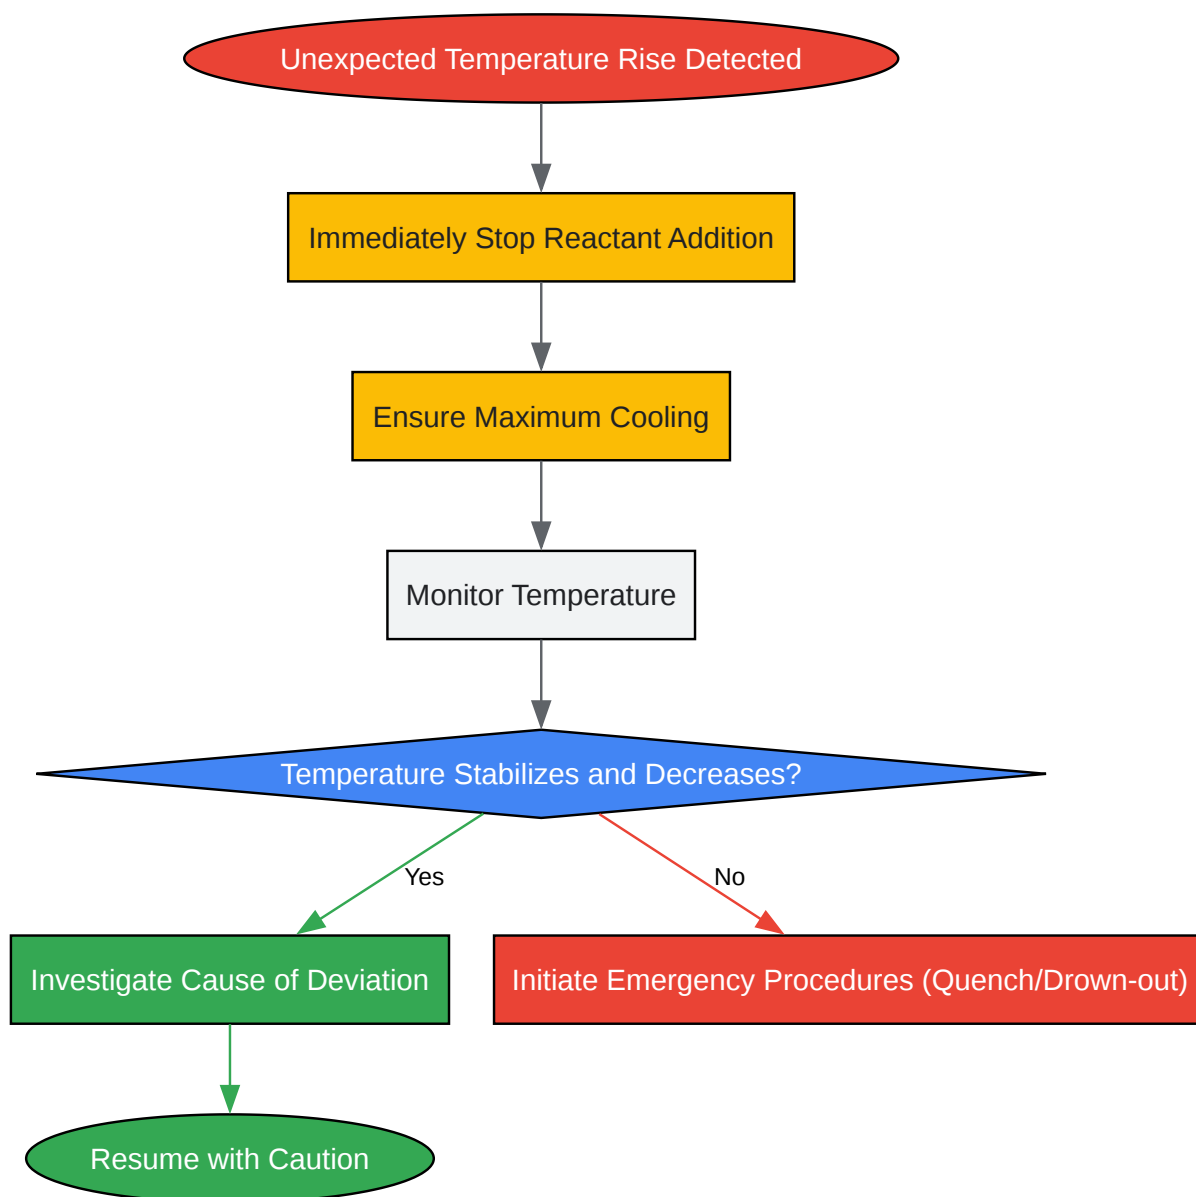 Unexpected Temperature Rise Detected
Immediately Stop Reactant Addition
Ensure Maximum Cooling
Monitor Temperature
Temperature Stabilizes and Decreases?
Yes
No
Investigate Cause of Deviation
Initiate Emergency Procedures (Quench/Drown-out)
Resume with Caution